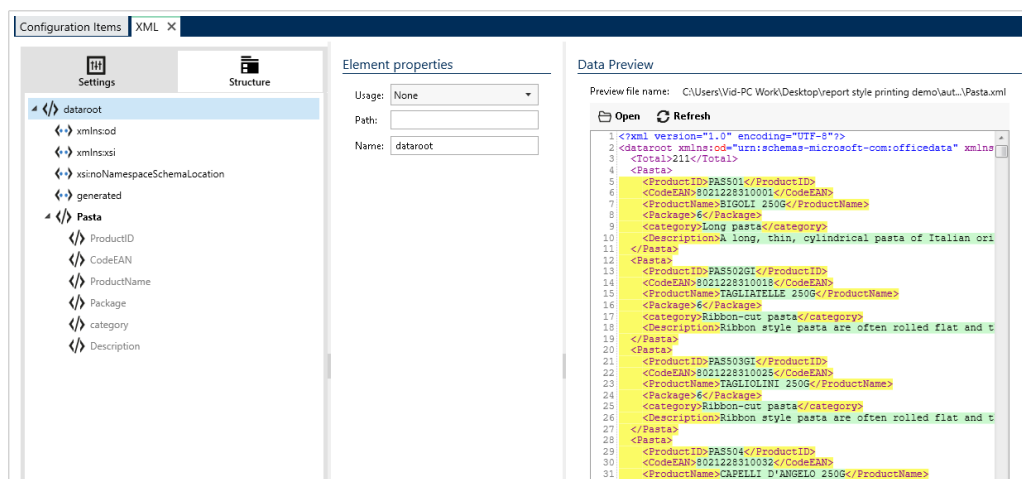 Configuration Items XML
Settings Structure
dataroot
xmlns:od
xmlns:xsi
xsi:noNamespaceSchemaLocation
generated
Pasta
ProductID
CodeEAN
ProductName
Package
category
Description
Element properties
Usage: None
Path:
Name: dataroot
Data Preview
Preview file name: C:\Users\Vid-PC Work\Desktop\report style printing demo\aut...\Pasta.xml
Open Refresh
1 <?xml version="1.0" encoding="UTF-8"?>
2 <dataroot xmlns:od="urn:schemas-microsoft-com:officedata" xmlns
3 <Total>211</Total>
4 <Pasta>
5 <ProductID>PAS501</ProductID>
6 <CodeEAN>8021228310001</CodeEAN>
7 <ProductName>BIGOLI 250G</ProductName>
8 <Package>6</Package>
9 <category>Long pasta</category>
10 <Description>A long, thin, cylindrical pasta of Italian ori
11 </Pasta>
12 <Pasta>
13 <ProductID>PAS502GI</ProductID>
14 <CodeEAN>8021228310018</CodeEAN>
15 <ProductName>TAGLIATELLE 250G</ProductName>
16 <Package>6</Package>
17 <category>Ribbon-cut pasta</category>
18 <Description>Ribbon style pasta are often rolled flat and t
19 </Pasta>
20 <Pasta>
21 <ProductID>PAS503GI</ProductID>
22 <CodeEAN>8021228310025</CodeEAN>
23 <ProductName>TAGLIOLINI 250G</ProductName>
24 <Package>6</Package>
25 <category>Ribbon-cut pasta</category>
26 <Description>Ribbon style pasta are often rolled flat and t
27 </Pasta>
28 <Pasta>
29 <ProductID>PAS504</ProductID>
30 <CodeEAN>8021228310032</CodeEAN>
31 <ProductName>CAPELLI D'ANGELO 250G</ProductName>